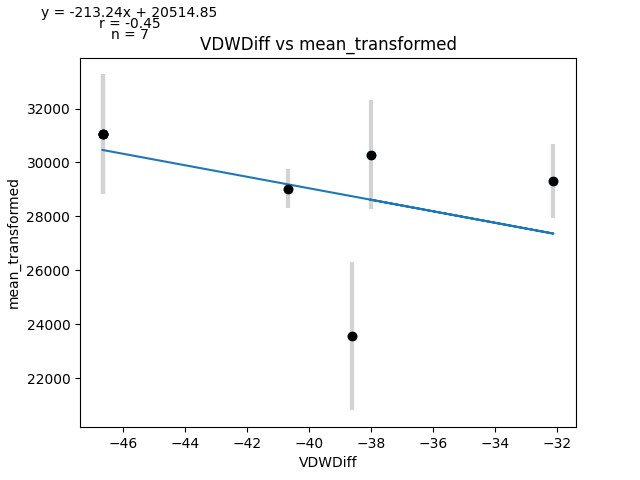 y = -213.24x + 20514.85
r = -0.45
n = 7
VDWDiff vs mean_transformed
mean_transformed
32000
30000
28000
26000
24000
22000
−46
−44
−42
−40
−38
−36
−34
−32
VDWDiff